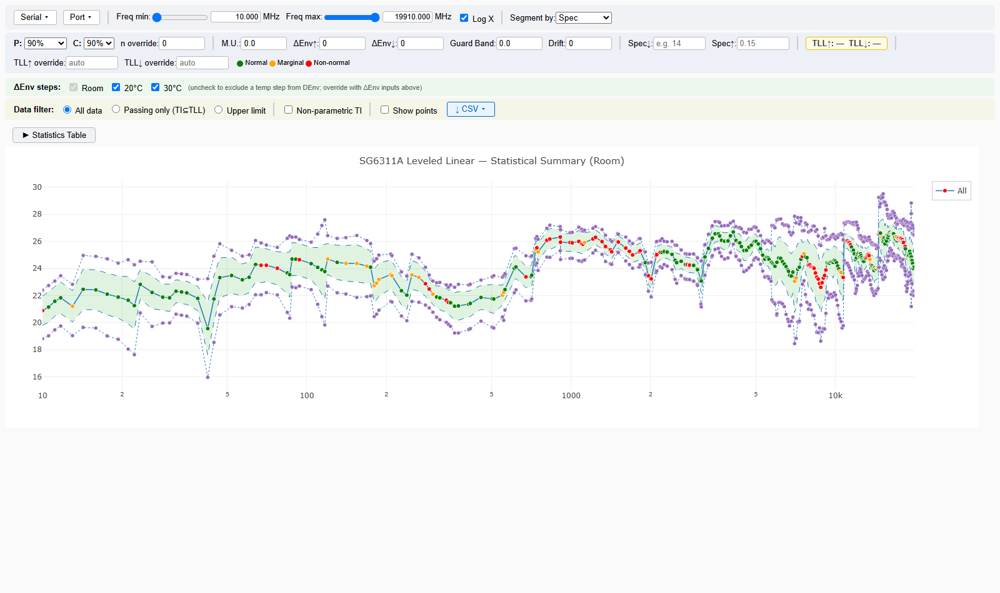 Serial ▾ Port ▾ Freq min: 10.000 MHz Freq max: 19910.000 MHz Log X Segment by: Spec
P: 90% C: 90% n override: 0 M.U.: 0.0 ΔEnv↑: 0 ΔEnv↓: 0 Guard Band: 0.0 Drift: 0 Spec↓: e.g. 14 Spec↑: 0.15 TLL↑: — TLL↓: —
TLL↑ override: auto TLL↓ override: auto Normal Marginal Non-normal
ΔEnv steps: Room 20°C 30°C (uncheck to exclude a temp step from DEnv; override with ΔEnv inputs above)
Data filter: All data Passing only (TI⊆TLL) Upper limit Non-parametric TI Show points ↓ CSV ▾
▶ Statistics Table
SG6311A Leveled Linear — Statistical Summary (Room)
30
28
26
24
22
20
18
16
10 2 5 100 2 5 1000 2 5 10k
All